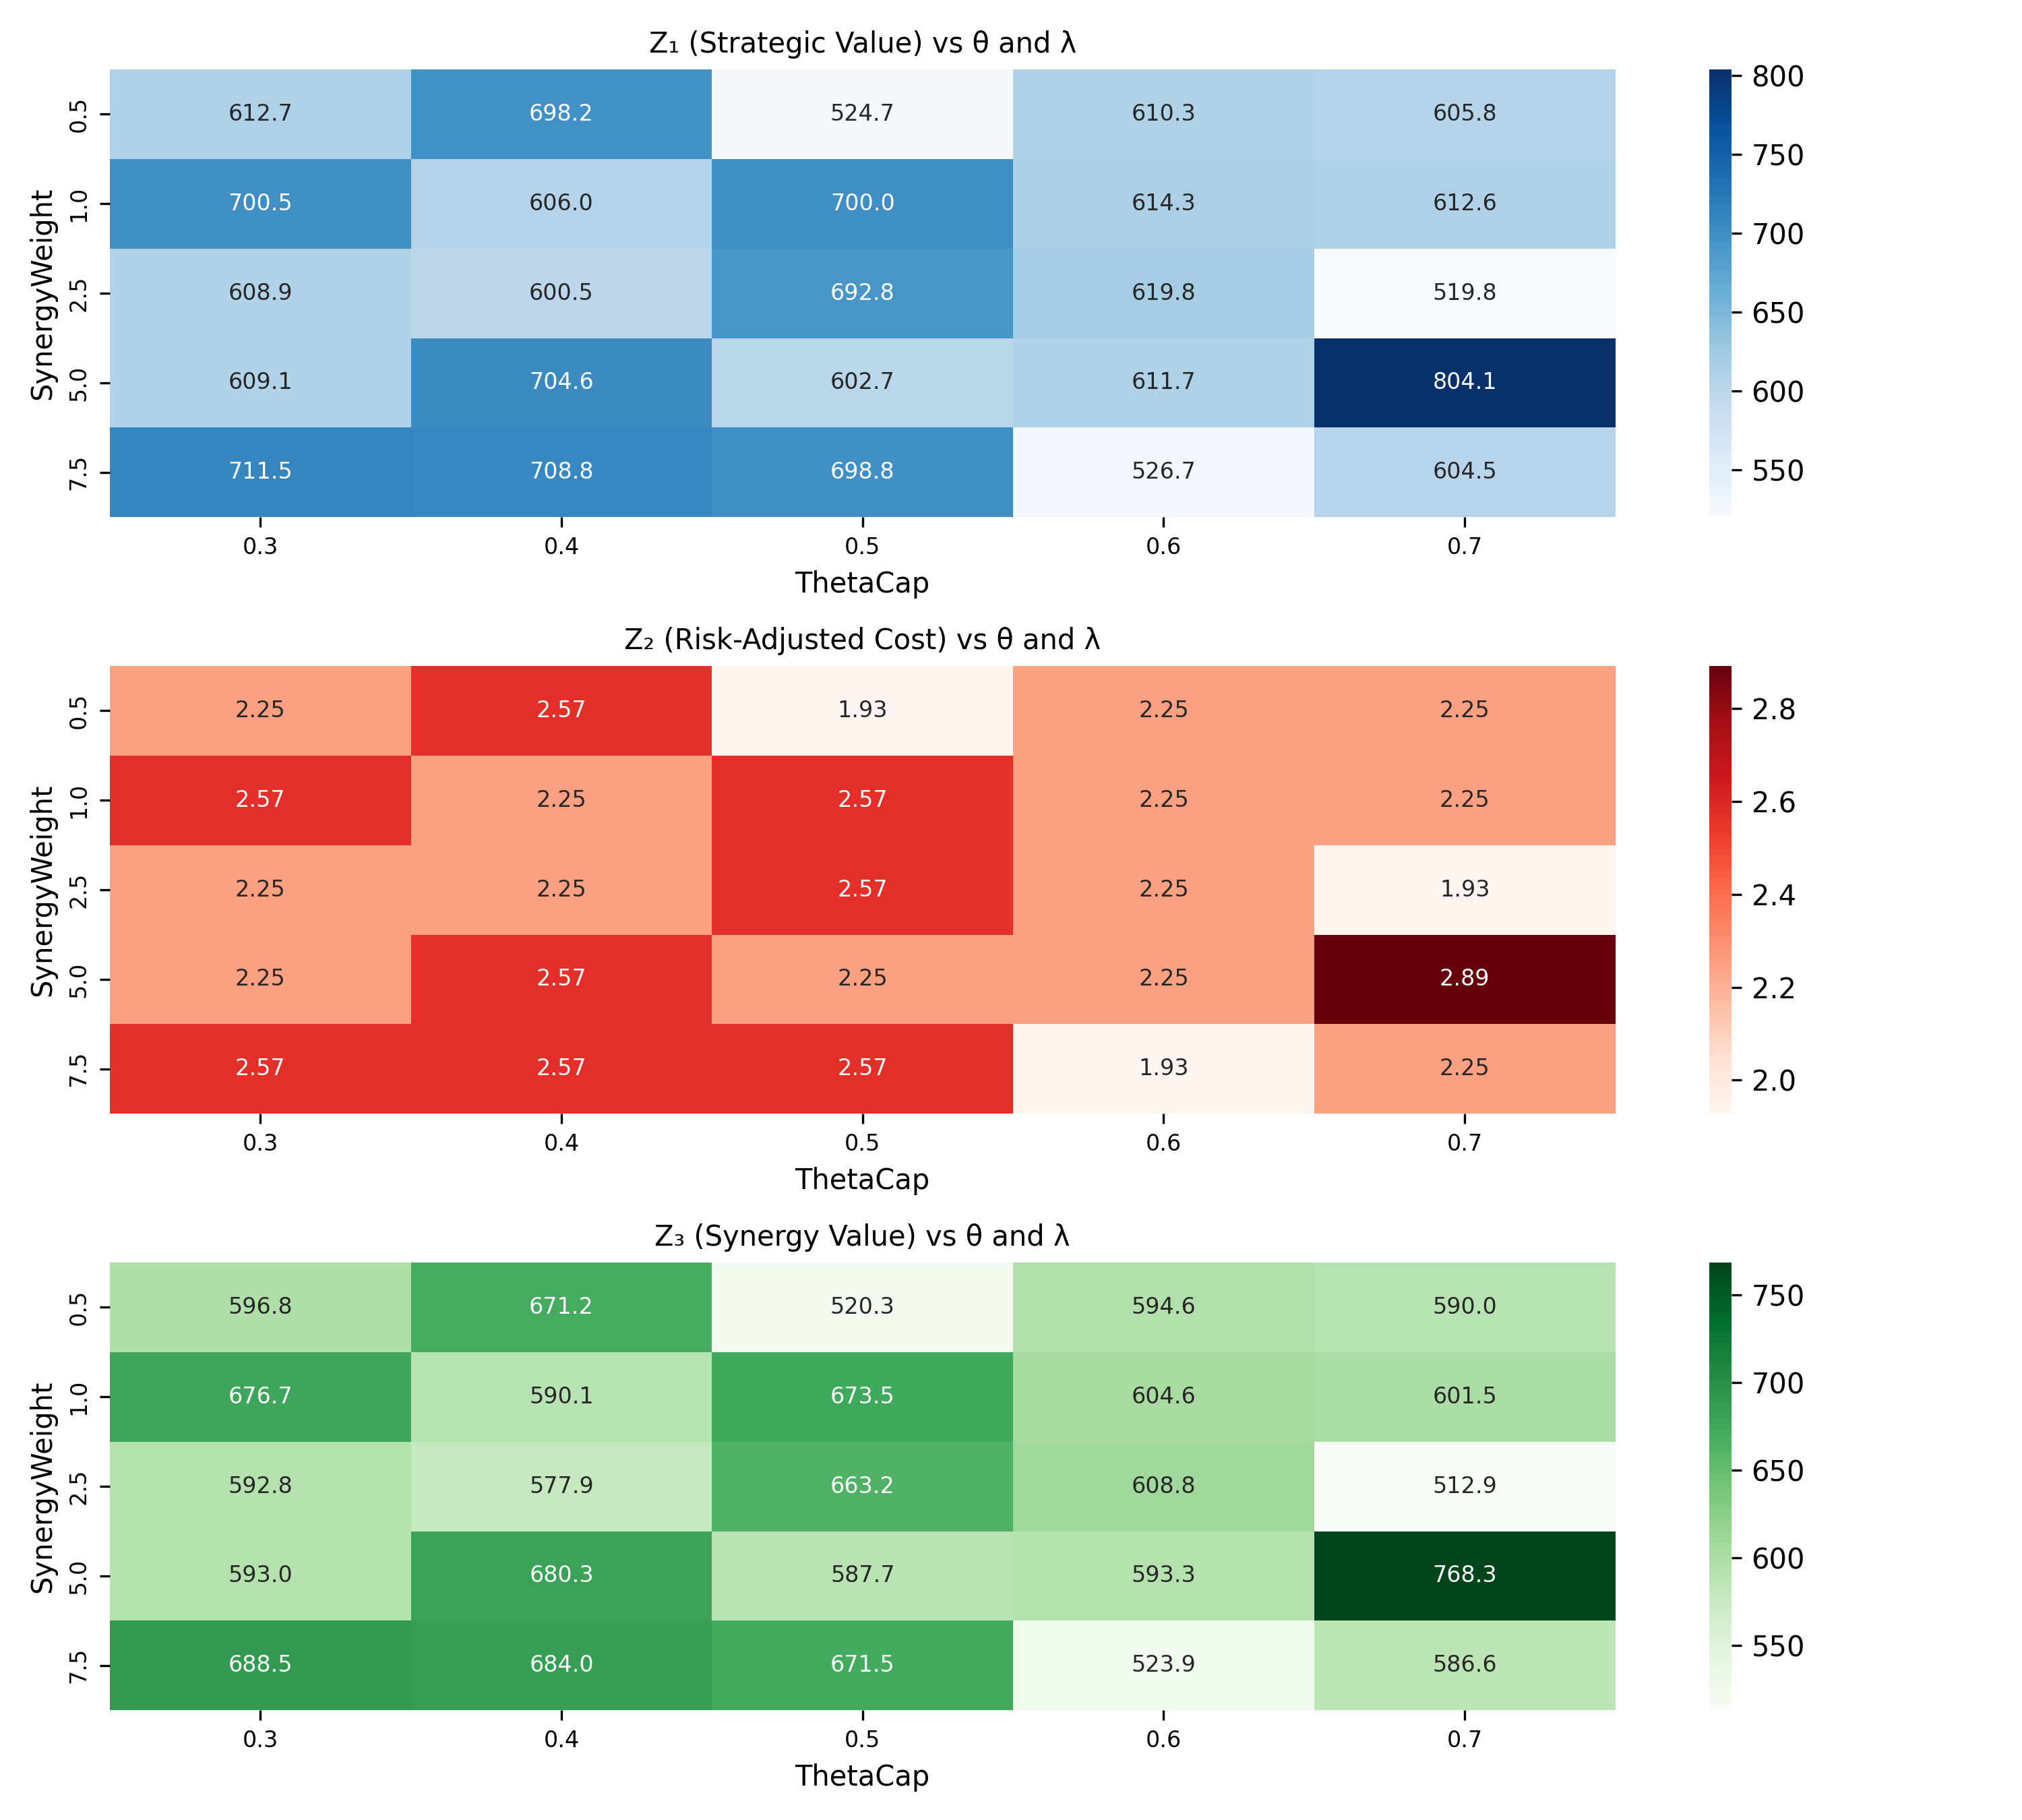 Z₁ (Strategic Value) vs θ and λ
SynergyWeight
0.5 612.7 698.2 524.7 610.3 605.8
1.0 700.5 606.0 700.0 614.3 612.6
2.5 608.9 600.5 692.8 619.8 519.8
5.0 609.1 704.6 602.7 611.7 804.1
7.5 711.5 708.8 698.8 526.7 604.5
0.3 0.4 0.5 0.6 0.7
ThetaCap
800
750
700
650
600
550
Z₂ (Risk-Adjusted Cost) vs θ and λ
SynergyWeight
0.5 2.25 2.57 1.93 2.25 2.25
1.0 2.57 2.25 2.57 2.25 2.25
2.5 2.25 2.25 2.57 2.25 1.93
5.0 2.25 2.57 2.25 2.25 2.89
7.5 2.57 2.57 2.57 1.93 2.25
0.3 0.4 0.5 0.6 0.7
ThetaCap
2.8
2.6
2.4
2.2
2.0
Z₃ (Synergy Value) vs θ and λ
SynergyWeight
0.5 596.8 671.2 520.3 594.6 590.0
1.0 676.7 590.1 673.5 604.6 601.5
2.5 592.8 577.9 663.2 608.8 512.9
5.0 593.0 680.3 587.7 593.3 768.3
7.5 688.5 684.0 671.5 523.9 586.6
0.3 0.4 0.5 0.6 0.7
ThetaCap
750
700
650
600
550